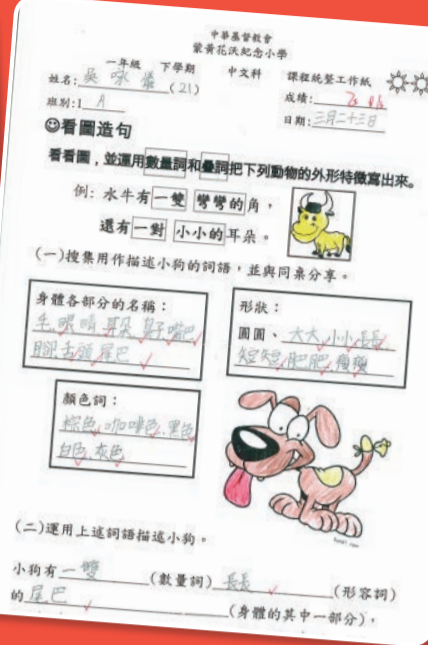 中華基督教會
蒙黃花沃紀念小學
一年級 下學期 中文科 課程統整工作紙
姓名:吳咏 (21) 成績:
班別:1 A 日期:三月二十三日
看圖造句
看看圖,並運用數量詞和疊詞把下列動物的外形特徵寫出來。
例:水牛有一雙 彎彎的角,
還有一對 小小的耳朵。
(一)搜集用作描述小狗的詞語,並與同桌分享。
身體各部分的名稱:
毛、眼睛、耳朵、鼻子、嘴巴
腳、舌頭、尾巴
形狀:
圓圓、大大、小小、長長
短短、肥肥、瘦瘦
顏色詞:
棕色、咖啡色、黑色
白色、灰色
(二)運用上述詞語描述小狗。
小狗有一雙(數量詞)長長(形容詞)
的尾巴(身體的其中一部分),